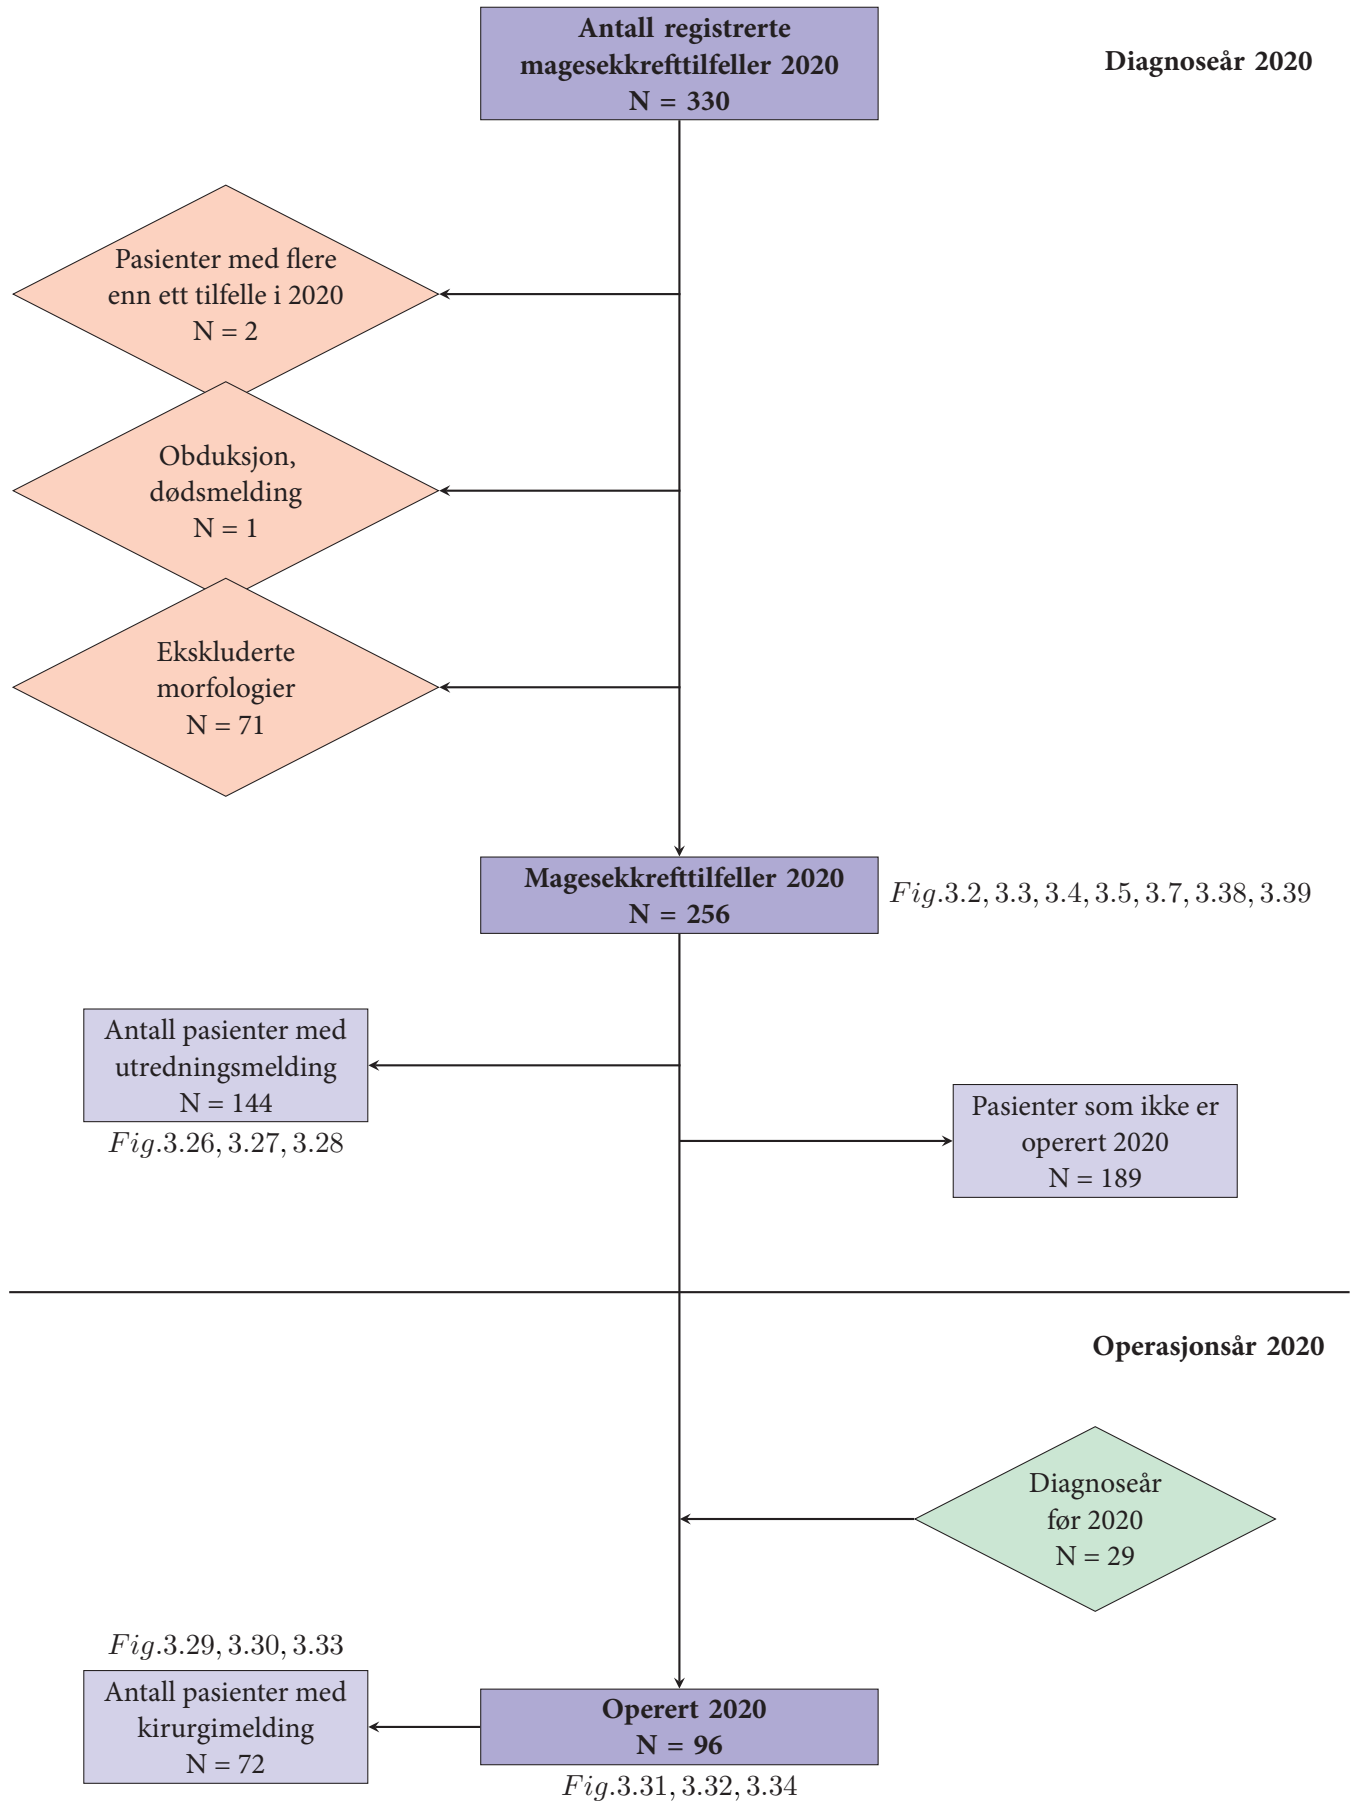 Antall registrerte
magesekkrefttilfeller 2020
N = 330
Diagnoseår 2020
Pasienter med flere
enn ett tilfelle i 2020
N = 2
Obduksjon,
dødsmelding
N = 1
Ekskluderte
morfologier
N = 71
Magesekkrefttilfeller 2020
N = 256
Fig.3.2, 3.3, 3.4, 3.5, 3.7, 3.38, 3.39
Antall pasienter med
utredningsmelding
N = 144
Fig.3.26, 3.27, 3.28
Pasienter som ikke er
operert 2020
N = 189
Operasjonsår 2020
Diagnoseår
før 2020
N = 29
Fig.3.29, 3.30, 3.33
Antall pasienter med
kirurgimelding
N = 72
Operert 2020
N = 96
Fig.3.31, 3.32, 3.34